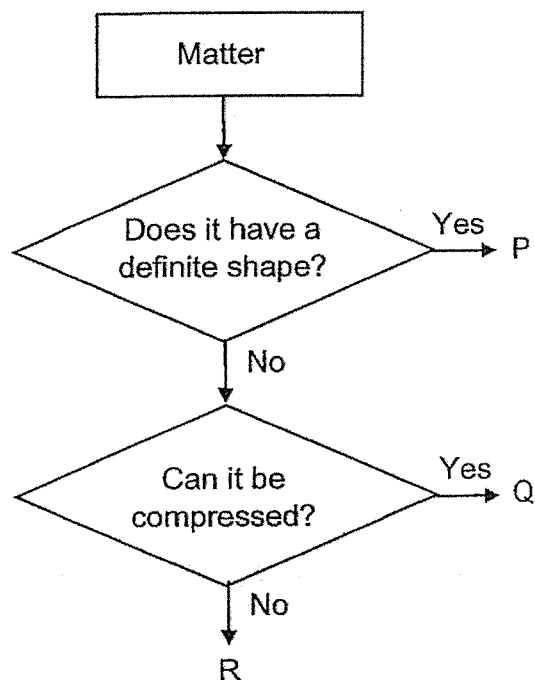 Matter
Does it have a
definite shape?
Yes
P
No
Can it be
compressed?
Yes
Q
No
R